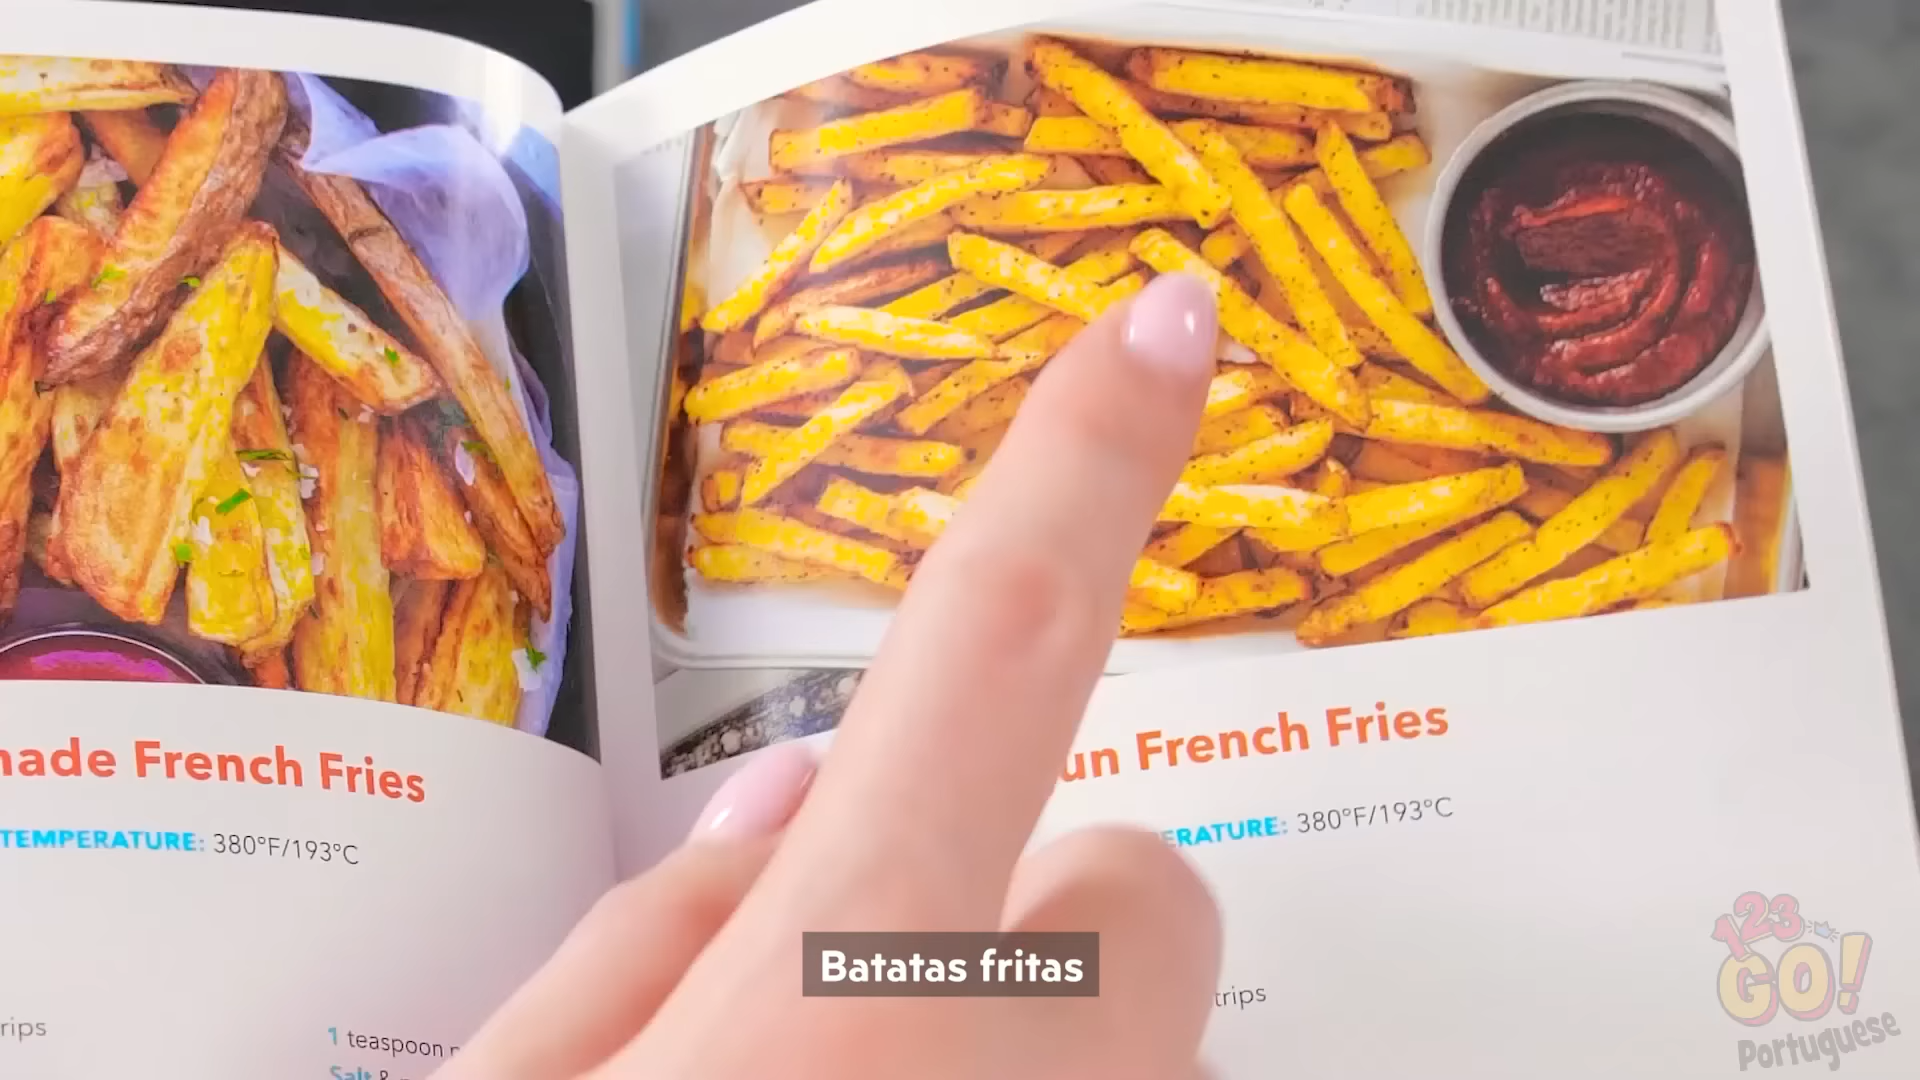 nade French Fries
TEMPERATURE: 380°F/193°C
rips
1 teaspoon
Salt &
un French Fries
ERATURE: 380°F/193°C
trips
Batatas fritas
123
GO!
Portuguese